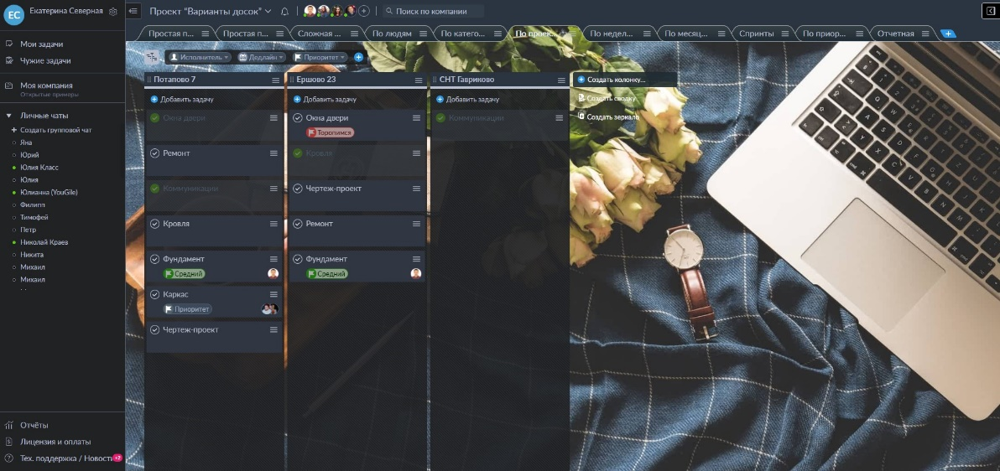 ЕС
Екатерина Северная
Проект "Варианты досок"
Поиск по компании
Простая п...
Простая п...
Сложная ...
По людям
По катего...
По проек...
По недел...
По месяц...
Спринты
По приор...
Отчетная
Мои задачи
Чужие задачи
Моя компания
Открытые примеры
Личные чаты
Создать групповой чат
Яна
Юрий
Юлия Класс
Юлия
Юлианна (YouGile)
Филипп
Тимофей
Петр
Николай Краев
Никита
Михаил
Михаил
Отчёты
Лицензия и оплаты
Тех. поддержка / Новости
+2
Исполнитель
Дедлайн
Приоритет
Потапово 7
Добавить задачу
Окна двери
Ремонт
Коммуникации
Кровля
Фундамент
Средний
Каркас
Приоритет
Чертеж-проект
Ершово 23
Добавить задачу
Окна двери
Торопимся
Кровля
Чертеж-проект
Ремонт
Фундамент
Средний
СНТ Гавриково
Добавить задачу
Коммуникации
Создать колонку...
Создать сводку
Создать зеркало